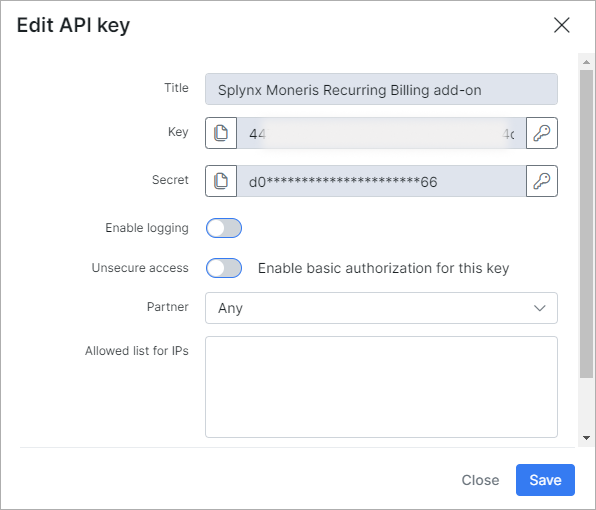 Edit API key
Title Splynx Moneris Recurring Billing add-on
Key 44 4c
Secret d0**********************66
Enable logging
Unsecure access Enable basic authorization for this key
Partner Any
Allowed list for IPs
Close Save